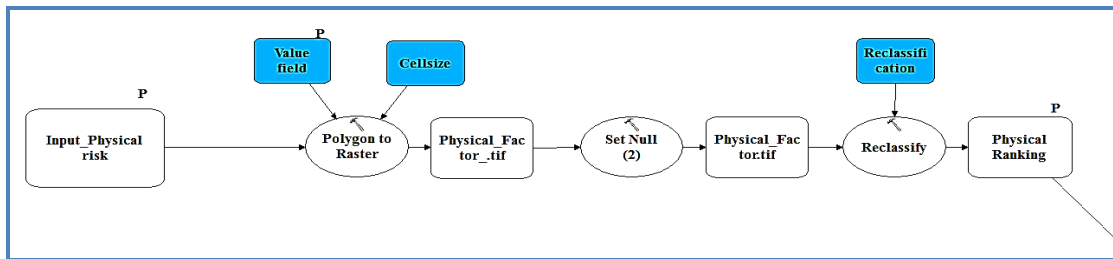 P
Value
field
Cellsize
Reclassifi
cation
P
P
Input_Physical
risk
Polygon to
Raster
Physical_Fac
tor_.tif
Set Null
(2)
Physical_Fac
tor.tif
Reclassify
Physical
Ranking